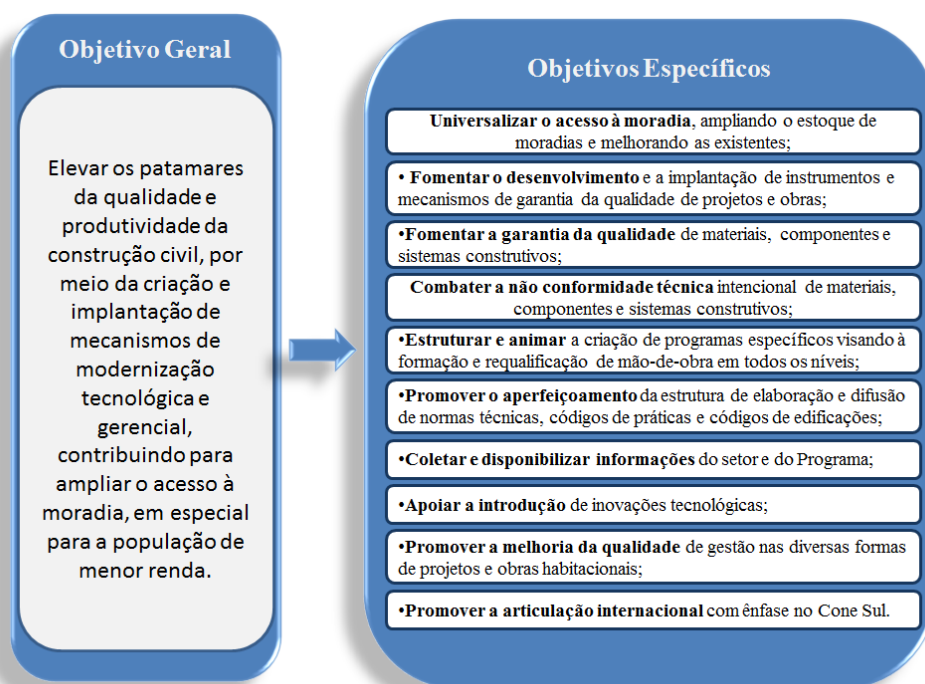 Objetivo Geral
Elevar os patamares
da qualidade e
produtividade da
construção civil, por
meio da criação e
implantação de
mecanismos de
modernização
tecnológica e
gerencial,
contribuindo para
ampliar o acesso à
moradia, em especial
para a população de
menor renda.
Objetivos Específicos
Universalizar o acesso à moradia, ampliando o estoque de
moradias e melhorando as existentes;
• Fomentar o desenvolvimento e a implantação de instrumentos e
mecanismos de garantia da qualidade de projetos e obras;
•Fomentar a garantia da qualidade de materiais, componentes e
sistemas construtivos;
Combater a não conformidade técnica intencional de materiais,
componentes e sistemas construtivos;
•Estruturar e animar a criação de programas específicos visando à
formação e requalificação de mão-de-obra em todos os níveis;
•Promover o aperfeiçoamento da estrutura de elaboração e difusão
de normas técnicas, códigos de práticas e códigos de edificações;
•Coletar e disponibilizar informações do setor e do Programa;
•Apoiar a introdução de inovações tecnológicas;
•Promover a melhoria da qualidade de gestão nas diversas formas
de projetos e obras habitacionais;
•Promover a articulação internacional com ênfase no Cone Sul.